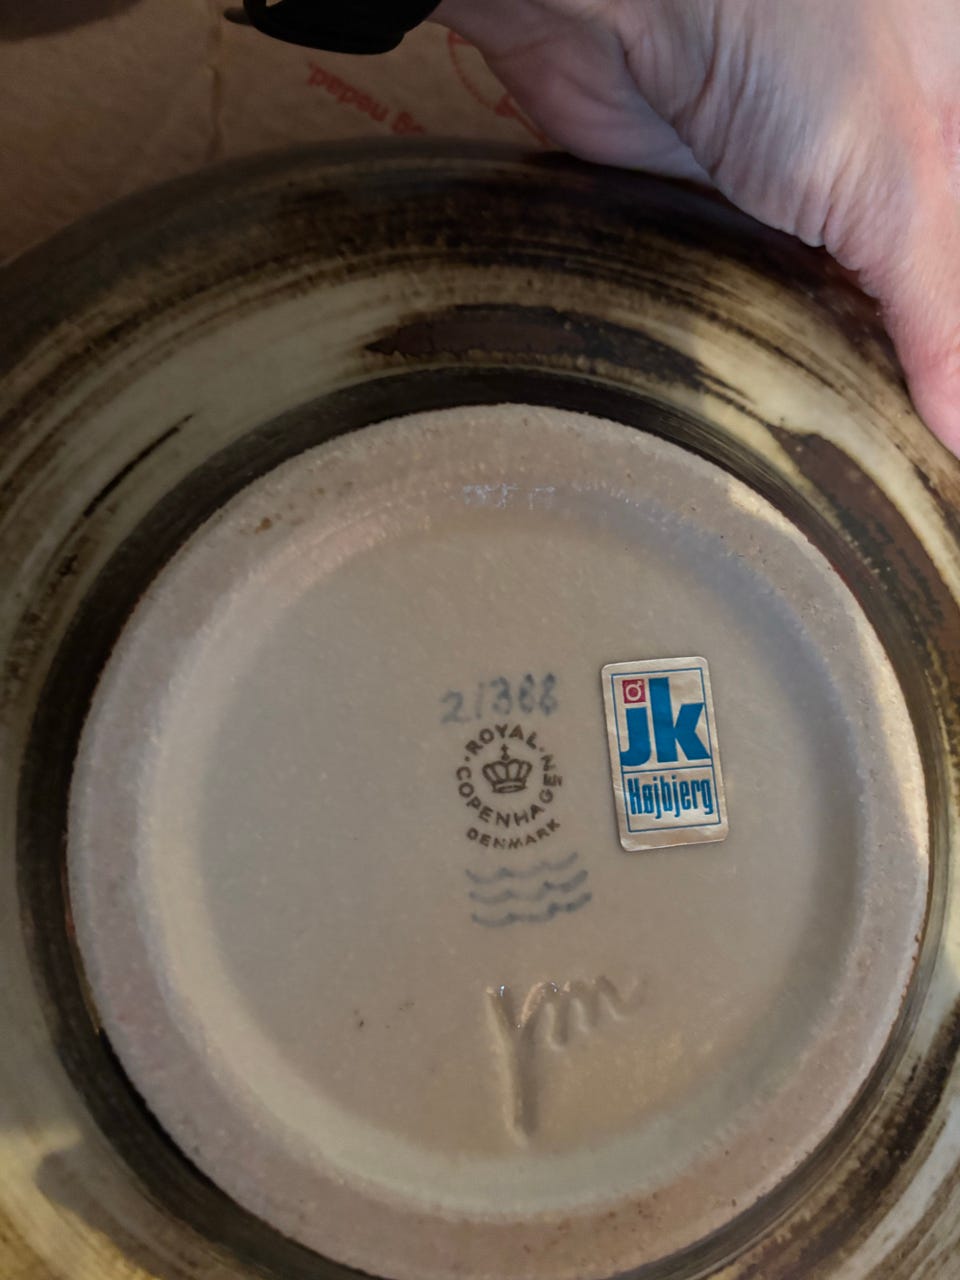 21388
ROYAL
COPENHAGEN
DENMARK
jk
Højbjerg